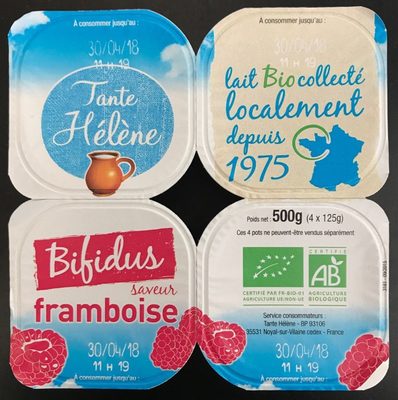 A consommer jusqu'au :
30/04/18
11 H 19
Tante
Hélène
A consommer jusqu'au :
30/04/18
11 H 19
lait Bio collecté
localement
depuis
1975
Bifidus
saveur
framboise
30/04/18
11 H 19
A consommer jusqu'au :
Poids net : 500g (4 x 125g)
Ces 4 pots ne peuvent-être vendus séparément
CERTIFIÉ
AB
CERTIFIÉ PAR FR-BIO-01
AGRICULTURE UE/NON-UE
AGRICULTURE
BIOLOGIQUE
Service consommateurs :
Tante Hélène - BP 93106
35531 Noyal-sur-Vilaine cedex - France
30/04/18
11 H 19
A consommer jusqu'au :